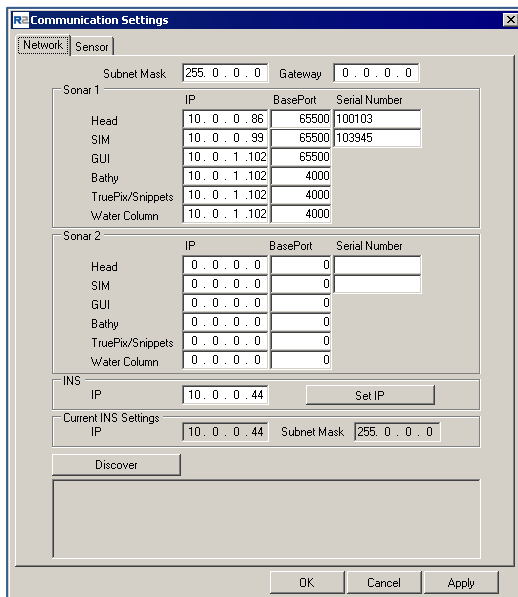 R2 Communication Settings
Network Sensor
Subnet Mask 255. 0 . 0 . 0 Gateway 0 . 0 . 0 . 0
Sonar 1
IP BasePort Serial Number
Head 10 . 0 . 0 . 86 65500 100103
SIM 10 . 0 . 0 . 99 65500 103945
GUI 10 . 0 . 1 .102 65500
Bathy 10 . 0 . 1 .102 4000
TruePix/Snippets 10 . 0 . 1 .102 4000
Water Column 10 . 0 . 1 .102 4000
Sonar 2
IP BasePort Serial Number
Head 0 . 0 . 0 . 0 0
SIM 0 . 0 . 0 . 0 0
GUI 0 . 0 . 0 . 0 0
Bathy 0 . 0 . 0 . 0 0
TruePix/Snippets 0 . 0 . 0 . 0 0
Water Column 0 . 0 . 0 . 0 0
INS
IP 10 . 0 . 0 . 44 Set IP
Current INS Settings
IP 10 . 0 . 0 . 44 Subnet Mask 255. 0 . 0 . 0
Discover
OK Cancel Apply